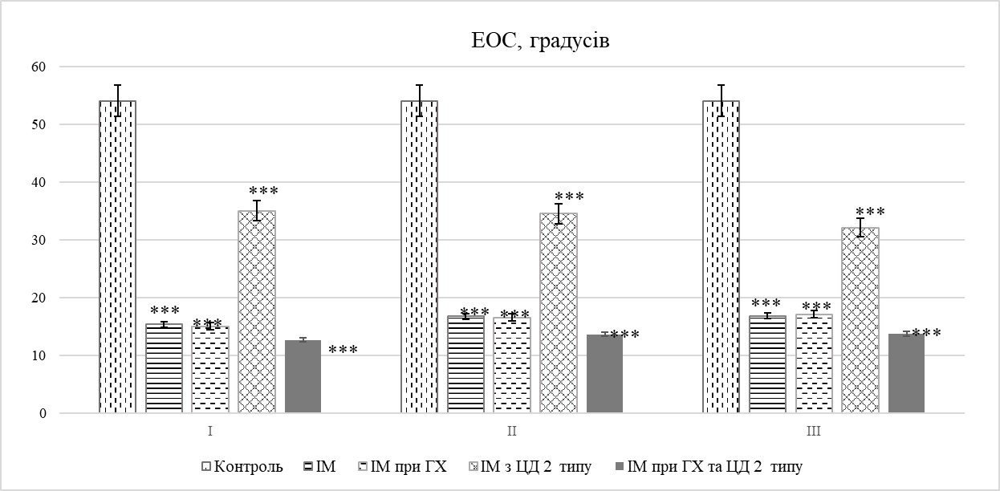 ЕОС, градусів
60
50
40
30
20
10
0
***
***
***
***
***
***
***
***
***
***
***
***
I
II
III
Контроль
ІМ
ІМ при ГХ
ІМ з ЦД 2 типу
ІМ при ГХ та ЦД 2 типу